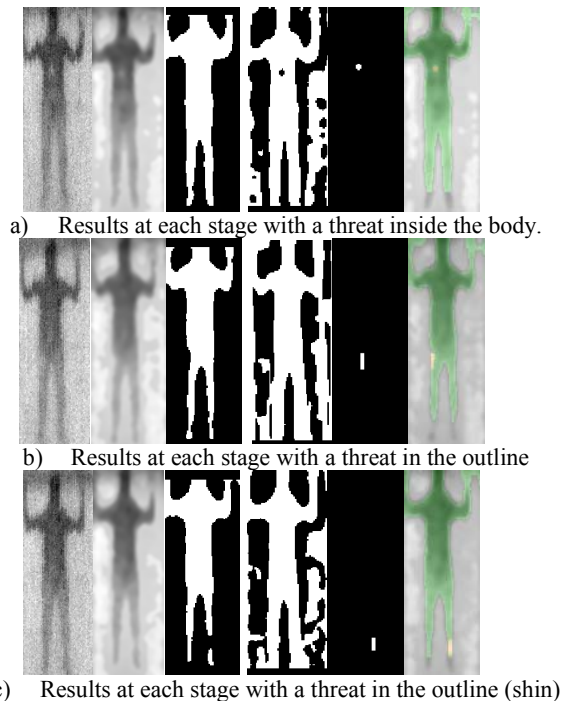 a) Results at each stage with a threat inside the body.
b) Results at each stage with a threat in the outline
c) Results at each stage with a threat in the outline (shin)